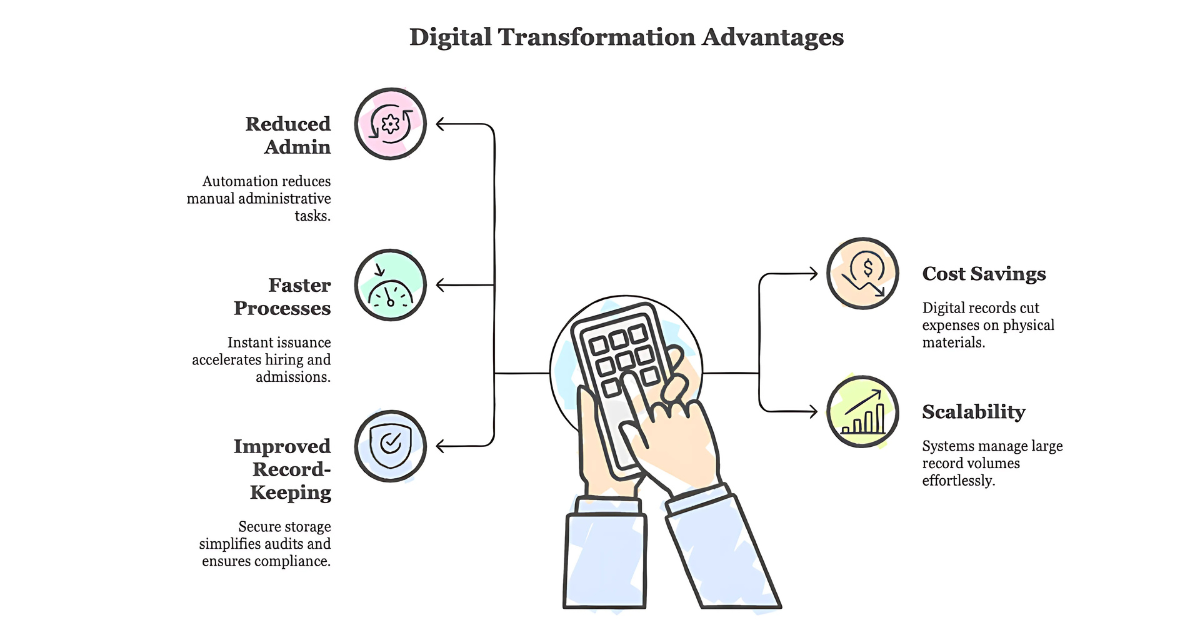 Digital Transformation Advantages
Reduced
Admin
Automation reduces
manual administrative
tasks.
Faster
Processes
Instant issuance
accelerates hiring and
admissions.
Improved
Record-
Keeping
Secure storage
simplifies audits and
ensures compliance.
$
Cost Savings
Digital records cut
expenses on physical
materials.
Scalability
Systems manage large
record volumes
effortlessly.